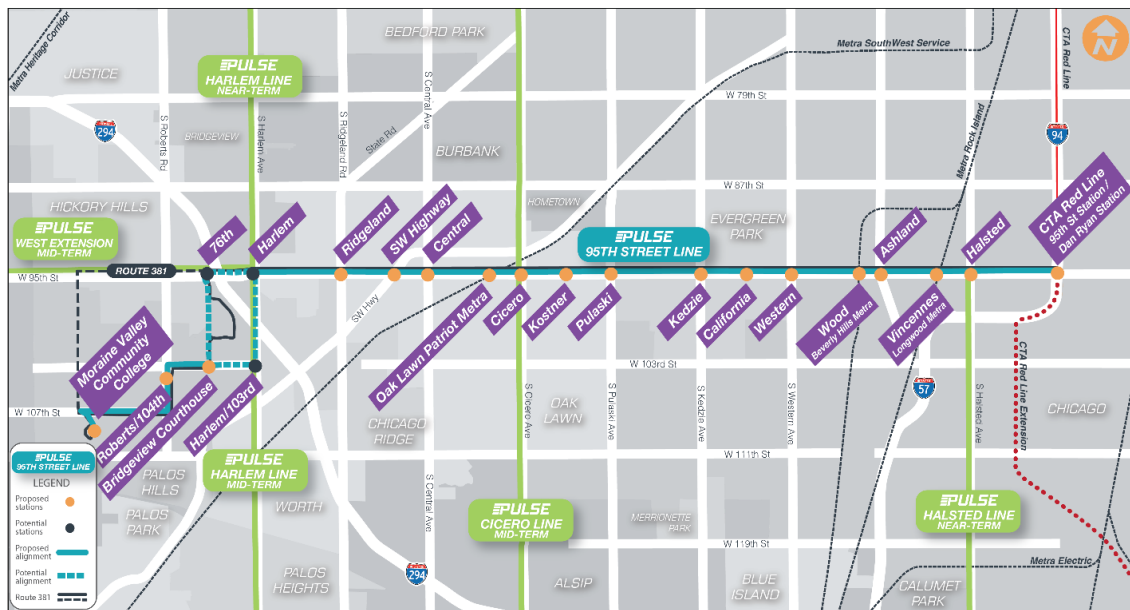 Metra Heritage Corridor
JUSTICE
294
BRIDGEVIEW
S Roberts Rd
PULSE
HARLEM LINE
NEAR-TERM
S Harlem Ave
S Ridgeland Rd
State Rd
BEDFORD PARK
S Central Ave
BURBANK
Metra SouthWest Service
W 79th St
Metra Rock Island
CTA Red Line
94
N
W 87th St
HICKORY HILLS
HOMETOWN
EVERGREEN
PARK
PULSE
WEST EXTENSION
MID-TERM
76th
Harlem
Ridgeland
SW Highway
Central
PULSE
95TH STREET LINE
Ashland
Halsted
CTA Red Line
95th St Station /
Dan Ryan Station
ROUTE 381
W 95th St
SW Hwy
Oak Lawn Patriot Metra
Cicero
Kostner
Pulaski
Kedzie
California
Western
Wood
Beverly Hills Metra
Vincennes
Longwood Metra
Moraine Valley
Community
College
Roberts/104th
Bridgeview Courthouse
Harlem/103rd
W 103rd St
W 107th St
CHICAGO
RIDGE
S Cicero Ave
OAK
LAWN
S Pulaski Ave
S Kedzie Ave
S Western Ave
57
S Halsted Ave
CTA Red Line Extension
CHICAGO
W 111th St
PALOS
HILLS
PALOS
PARK
PULSE
HARLEM LINE
MID-TERM
WORTH
S Central Ave
PULSE
CICERO LINE
MID-TERM
MERRIONETTE
PARK
PULSE
HALSTED LINE
NEAR-TERM
W 119th St
PALOS
HEIGHTS
294
ALSIP
BLUE
ISLAND
CALUMET
PARK
Metra Electric
PULSE
95TH STREET LINE
LEGEND
Proposed
stations
Potential
stations
Proposed
alignment
Potential
alignment
Route 381